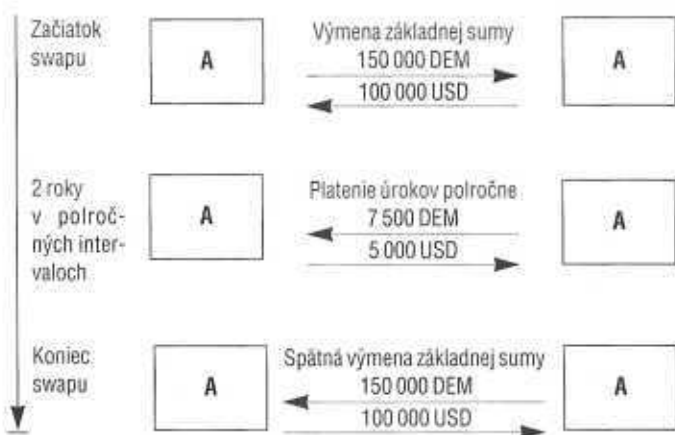 Začiatok
swapu
A
Výmena základnej sumy
150 000 DEM
100 000 USD
A
2 roky
v polroč-
ných inter-
valoch
A
Platenie úrokov polročne
7 500 DEM
5 000 USD
A
Koniec
swapu
A
Spätná výmena základnej sumy
150 000 DEM
100 000 USD
A